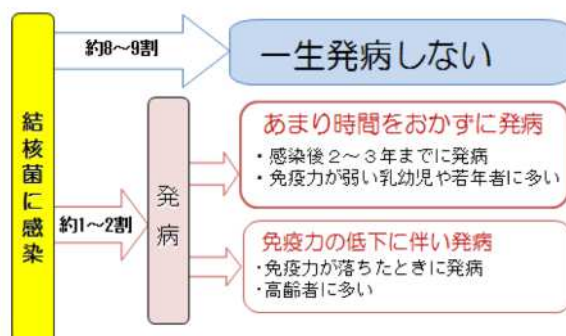 結核菌に感染
約8～9割
一生発病しない
約1～2割
発病
あまり時間をおかずに発病
・感染後２～３年までに発病
・免疫力が弱い乳幼児や若年者に多い
免疫力の低下に伴い発病
・免疫力が落ちたときに発病
・高齢者に多い